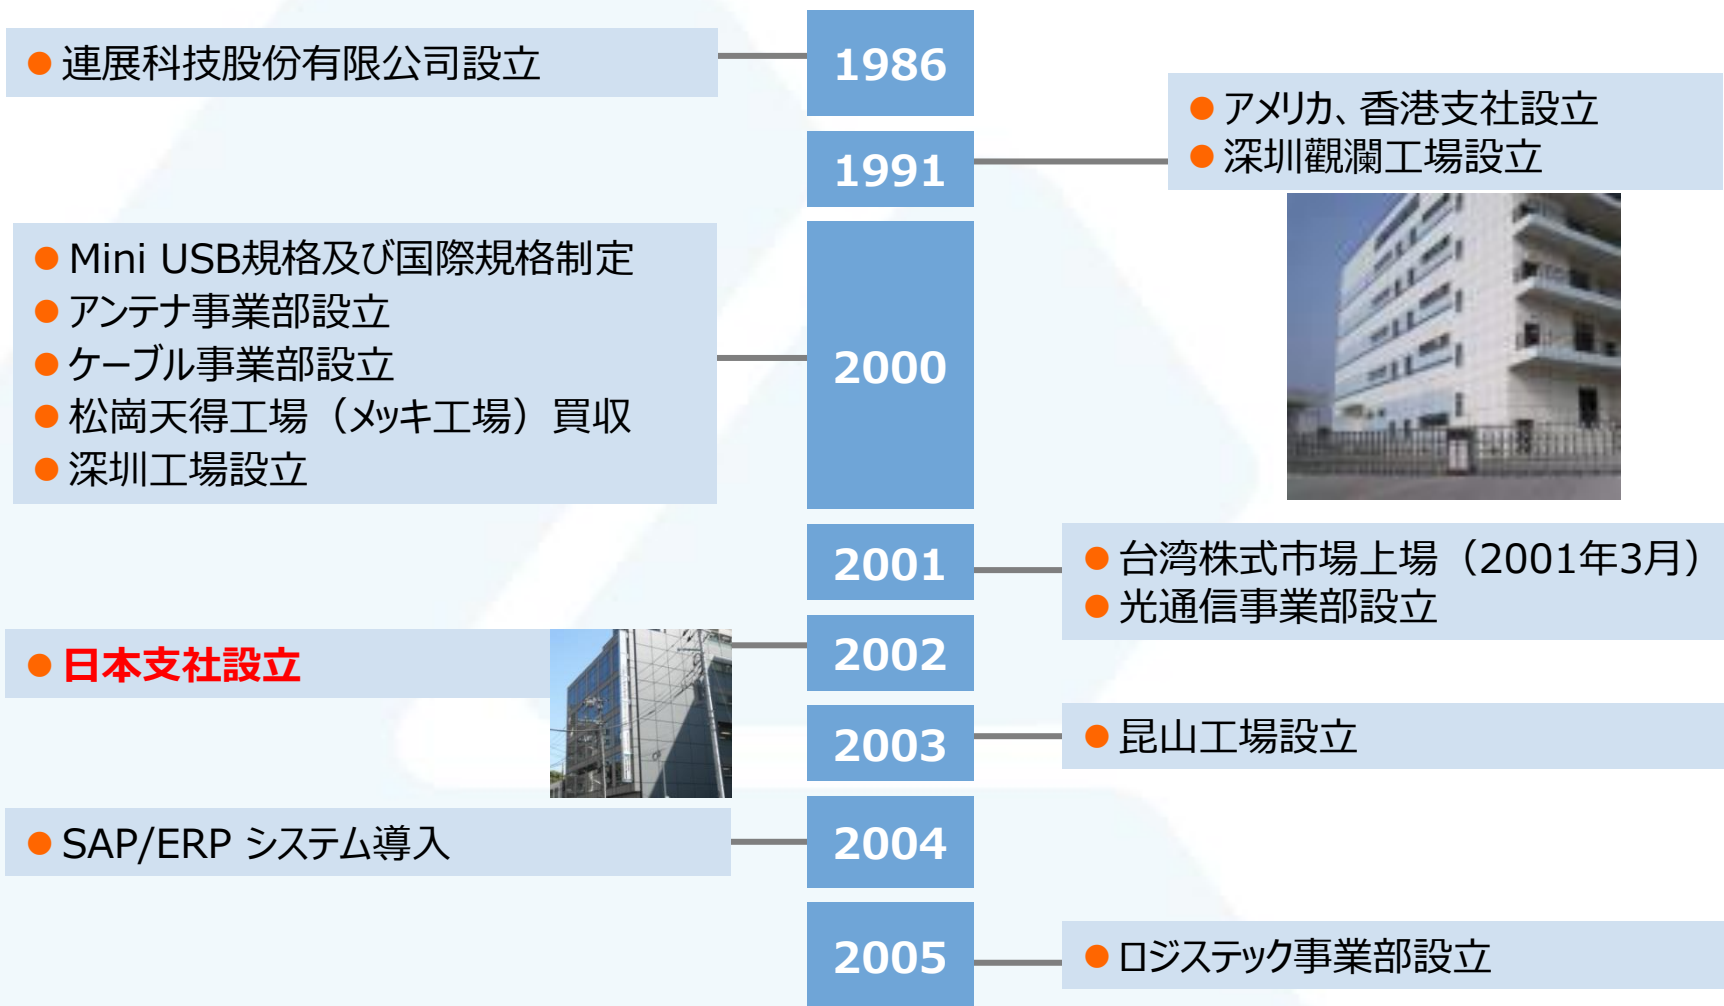 連展科技股份有限公司設立
1986
1991
アメリカ、香港支社設立
深圳觀瀾工場設立
Mini USB規格及び国際規格制定
アンテナ事業部設立
ケーブル事業部設立
松崗天得工場（メッキ工場）買収
深圳工場設立
2000
2001
台湾株式市場上場（2001年3月）
光通信事業部設立
日本支社設立
2002
2003
昆山工場設立
SAP/ERP システム導入
2004
2005
ロジステック事業部設立